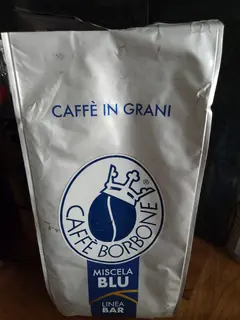 CAFFÈ IN GRANI
CAFFÈ BORBONE
MISCELA
BLU
LINEA
BAR